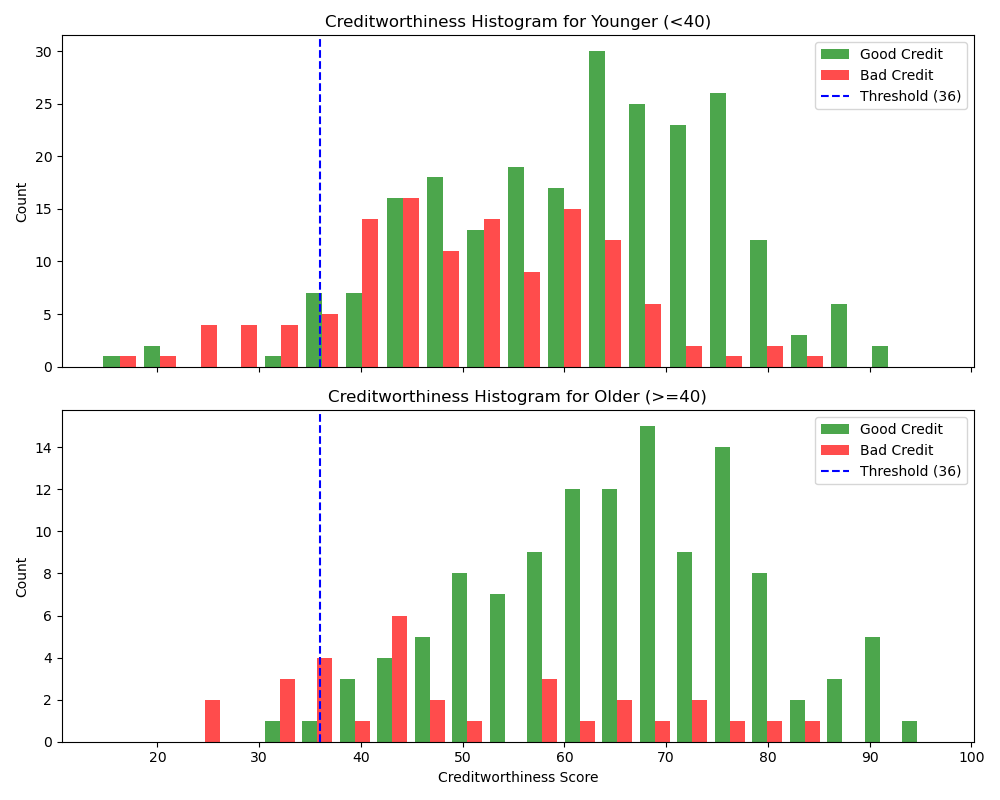 Creditworthiness Histogram for Younger (<40)
30
25
20
15
10
5
0
Count
Good Credit
Bad Credit
Threshold (36)
Creditworthiness Histogram for Older (>=40)
14
12
10
8
6
4
2
0
Count
Good Credit
Bad Credit
Threshold (36)
20 30 40 50 60 70 80 90 100
Creditworthiness Score